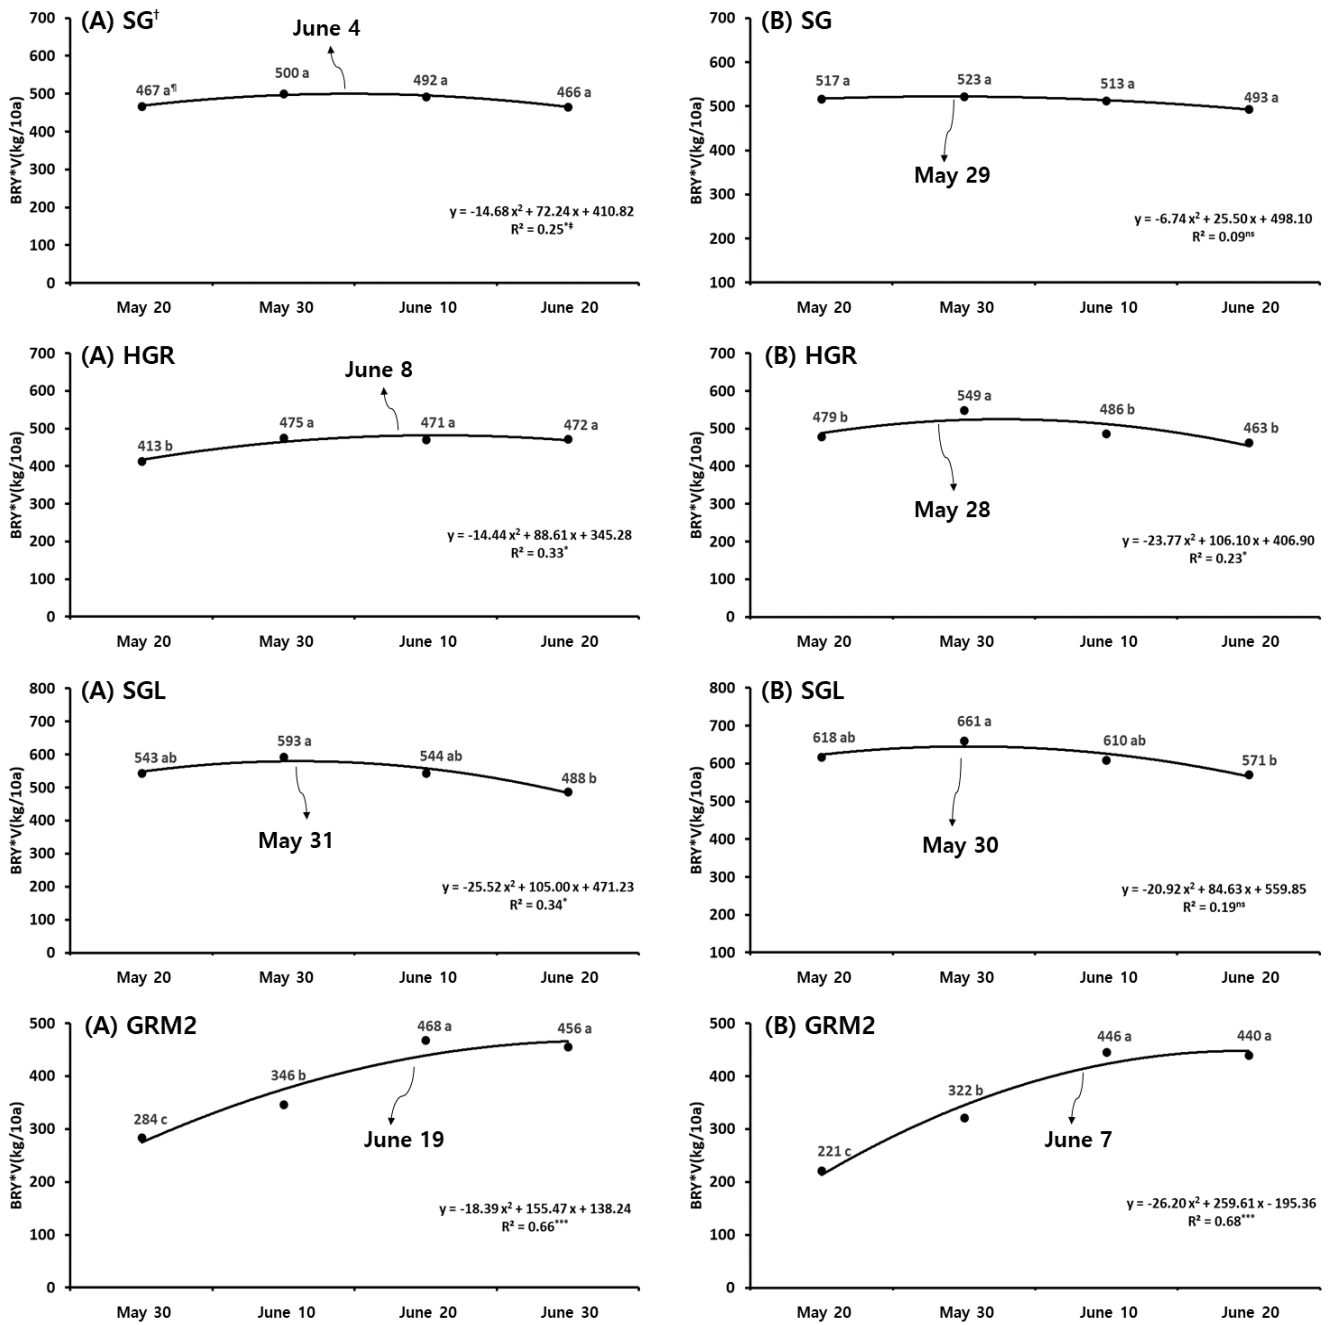 (A) SG†
June 4
BRY*V(kg/10a)
700
600
500
400
300
200
100
0
467 a¶
500 a
492 a
466 a
y = -14.68 x² + 72.24 x + 410.82
R² = 0.25*‡
May 20
May 30
June 10
June 20
(B) SG
BRY*V(kg/10a)
700
600
500
400
300
200
100
517 a
523 a
513 a
493 a
May 29
y = -6.74 x² + 25.50 x + 498.10
R² = 0.09ns
May 20
May 30
June 10
June 20
(A) HGR
June 8
BRY*V(kg/10a)
700
600
500
400
300
200
100
0
413 b
475 a
471 a
472 a
y = -14.44 x² + 88.61 x + 345.28
R² = 0.33*
May 20
May 30
June 10
June 20
(B) HGR
BRY*V(kg/10a)
700
600
500
400
300
200
100
0
479 b
549 a
486 b
463 b
May 28
y = -23.77 x² + 106.10 x + 406.90
R² = 0.23*
May 20
May 30
June 10
June 20
(A) SGL
BRY*V(kg/10a)
800
700
600
500
400
300
200
100
0
543 ab
593 a
544 ab
488 b
May 31
y = -25.52 x² + 105.00 x + 471.23
R² = 0.34*
May 20
May 30
June 10
June 20
(B) SGL
BRY*V(kg/10a)
800
700
600
500
400
300
200
100
618 ab
661 a
610 ab
571 b
May 30
y = -20.92 x² + 84.63 x + 559.85
R² = 0.19ns
May 20
May 30
June 10
June 20
(A) GRM2
BRY*V(kg/10a)
500
400
300
200
100
0
284 c
346 b
468 a
456 a
June 19
y = -18.39 x² + 155.47 x + 138.24
R² = 0.66***
May 30
June 10
June 20
June 30
(B) GRM2
BRY*V(kg/10a)
500
400
300
200
100
0
221 c
322 b
446 a
440 a
June 7
y = -26.20 x² + 259.61 x - 195.36
R² = 0.68***
May 20
May 30
June 10
June 20